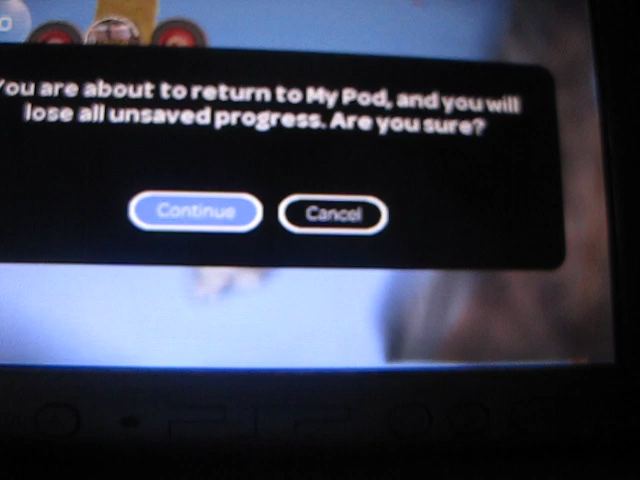 You are about to return to My Pod, and you will
lose all unsaved progress. Are you sure?
Continue Cancel